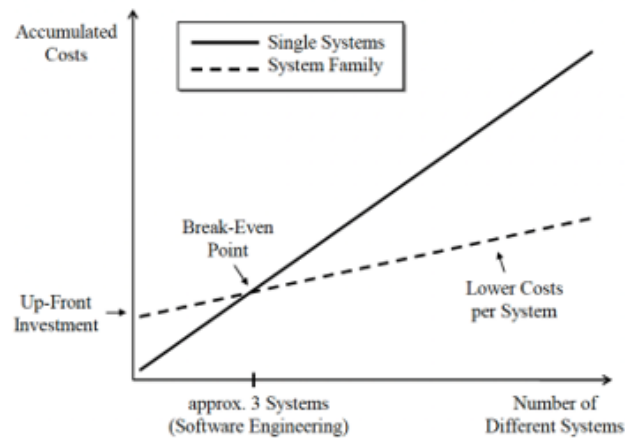 Accumulated
Costs
Single Systems
System Family
Break-Even
Point
Up-Front
Investment
Lower Costs
per System
approx. 3 Systems
(Software Engineering)
Number of
Different Systems